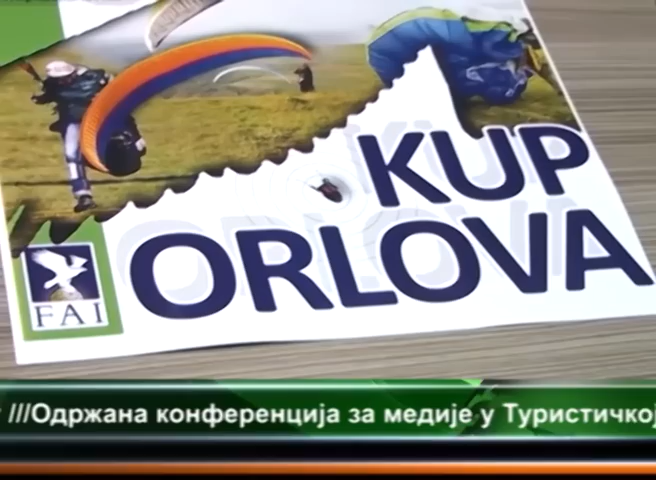 KUP
ORLOVA
FAI
///Одржана конференција за медије у Туристичкој